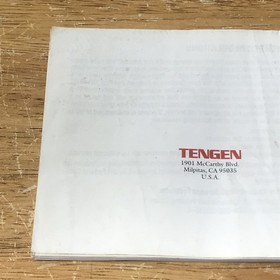 TENGEN
1901 McCarthy Blvd.
Milpitas, CA 95035
U.S.A.